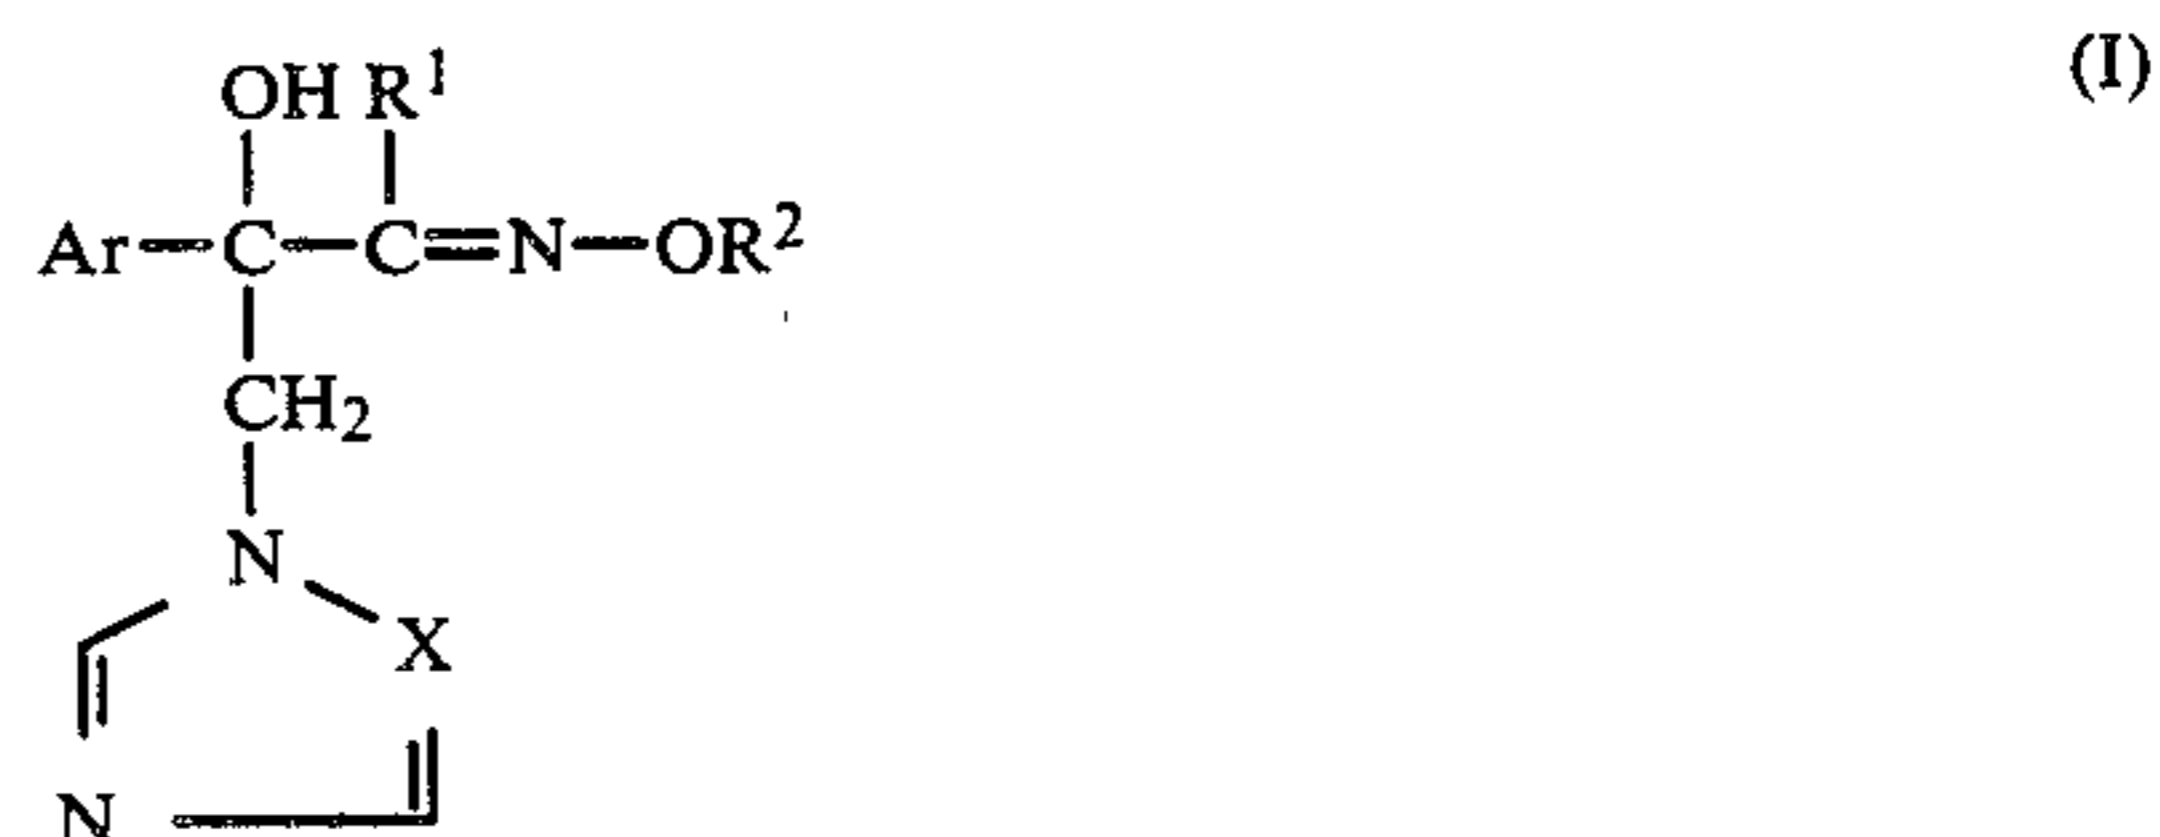 (I)
OH R¹
Ar—C—C=N—OR²
CH₂
N
X
N